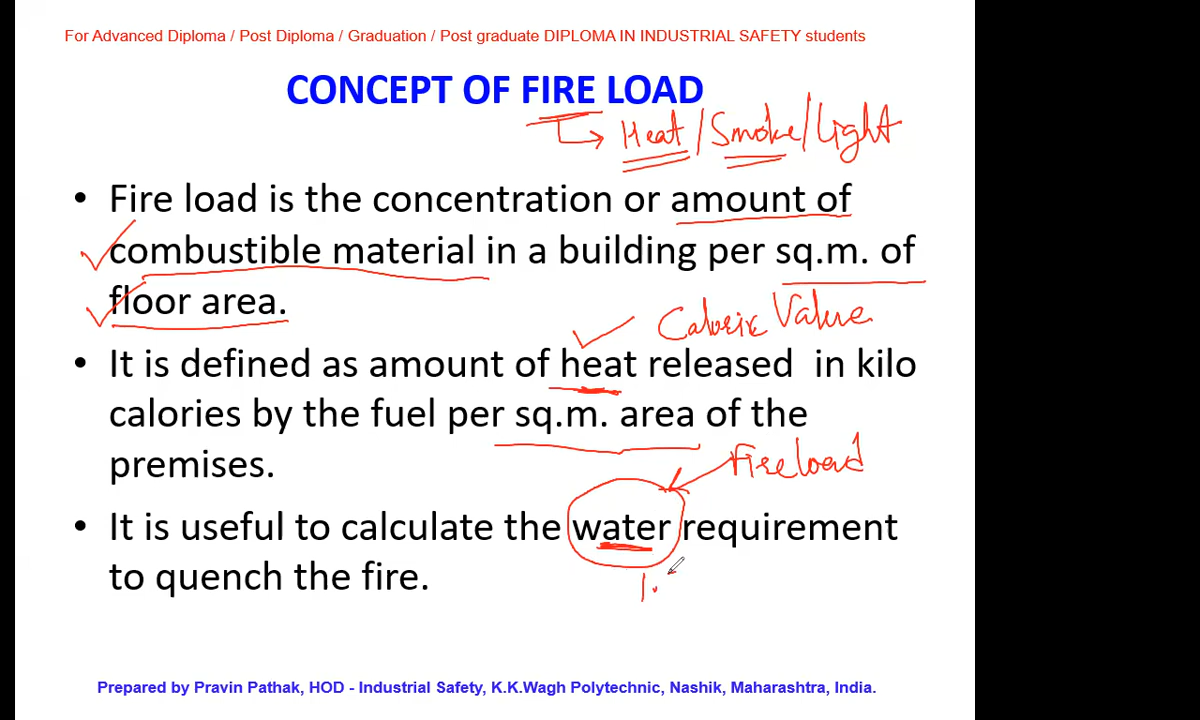 For Advanced Diploma / Post Diploma / Graduation / Post graduate DIPLOMA IN INDUSTRIAL SAFETY students
CONCEPT OF FIRE LOAD
Heat / Smoke / Light
• Fire load is the concentration or amount of
combustible material in a building per sq.m. of
floor area.
Caloric Value
• It is defined as amount of heat released in kilo
calories by the fuel per sq.m. area of the
premises.
Fire load
• It is useful to calculate the water requirement
to quench the fire.
1.
Prepared by Pravin Pathak, HOD - Industrial Safety, K.K.Wagh Polytechnic, Nashik, Maharashtra, India.